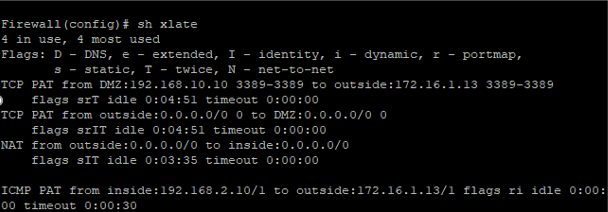 Firewall(config)# sh xlate
4 in use, 4 most used
Flags: D - DNS, e - extended, I - identity, i - dynamic, r - portmap,
s - static, T - twice, N - net-to-net
TCP PAT from DMZ:192.168.10.10 3389-3389 to outside:172.16.1.13 3389-3389
flags srT idle 0:04:51 timeout 0:00:00
TCP PAT from outside:0.0.0.0/0 0 to DMZ:0.0.0.0/0 0
flags srIT idle 0:04:51 timeout 0:00:00
NAT from outside:0.0.0.0/0 to inside:0.0.0.0/0
flags sIT idle 0:03:35 timeout 0:00:00
ICMP PAT from inside:192.168.2.10/1 to outside:172.16.1.13/1 flags ri idle 0:00:
00 timeout 0:00:30